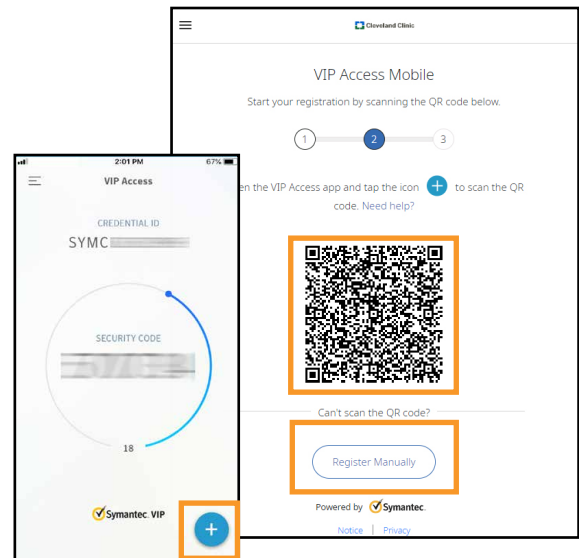 Cleveland Clinic
VIP Access Mobile
Start your registration by scanning the QR code below.
1 2 3
en the VIP Access app and tap the icon + to scan the QR
code. Need help?
Can't scan the QR code?
Register Manually
Powered by Symantec.
Notice | Privacy
2:01 PM 67%
VIP Access
CREDENTIAL ID
SYMC
SECURITY CODE
18
Symantec. VIP
+